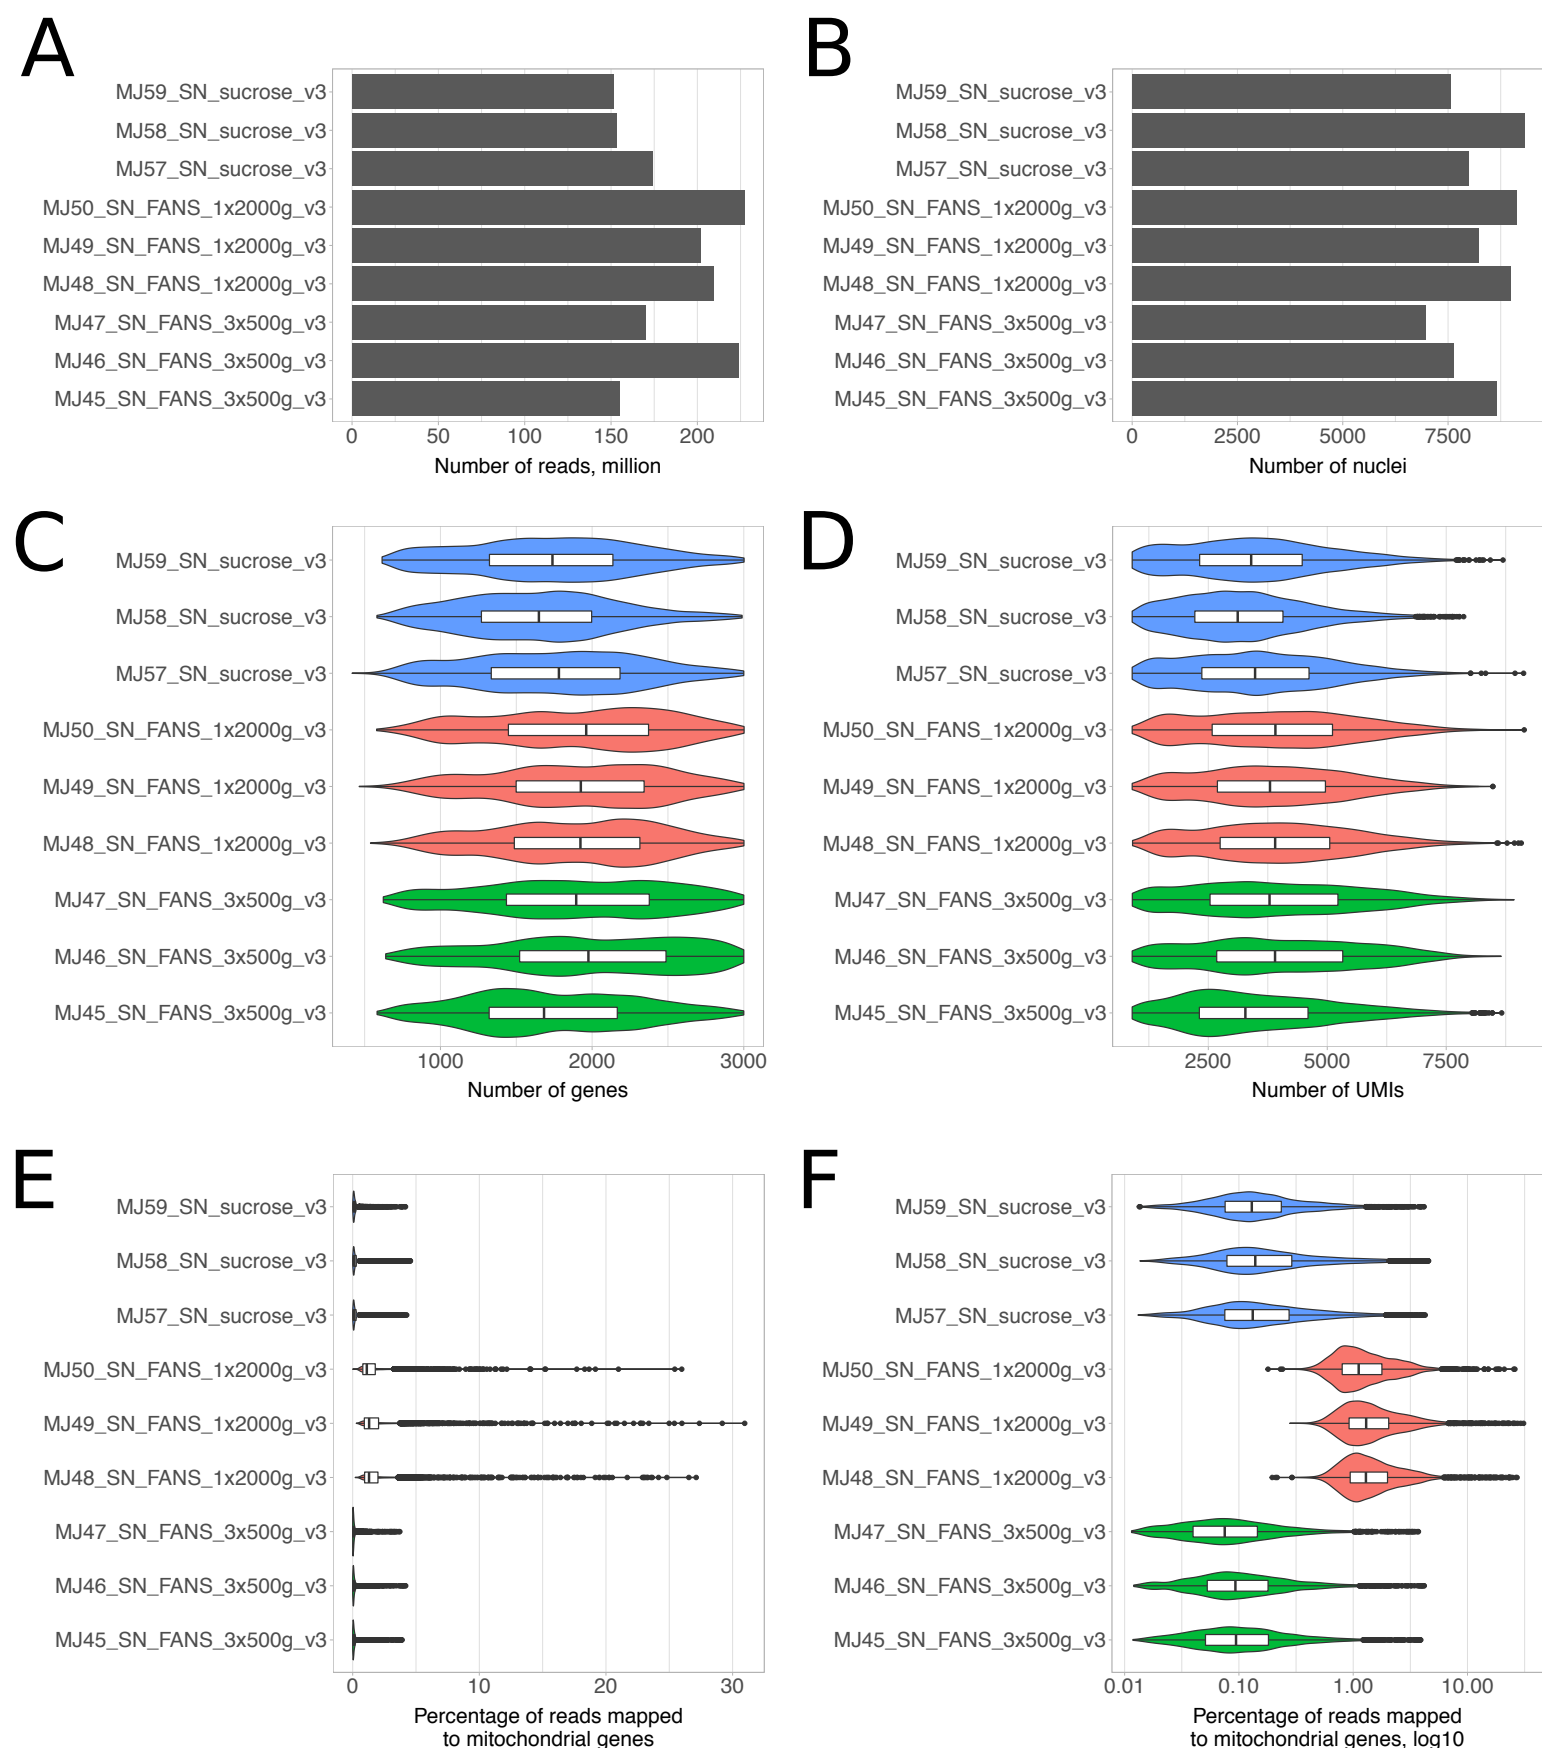 A
MJ59_SN_sucrose_v3
MJ58_SN_sucrose_v3
MJ57_SN_sucrose_v3
MJ50_SN_FANS_1x2000g_v3
MJ49_SN_FANS_1x2000g_v3
MJ48_SN_FANS_1x2000g_v3
MJ47_SN_FANS_3x500g_v3
MJ46_SN_FANS_3x500g_v3
MJ45_SN_FANS_3x500g_v3
0 50 100 150 200
Number of reads, million
B
MJ59_SN_sucrose_v3
MJ58_SN_sucrose_v3
MJ57_SN_sucrose_v3
MJ50_SN_FANS_1x2000g_v3
MJ49_SN_FANS_1x2000g_v3
MJ48_SN_FANS_1x2000g_v3
MJ47_SN_FANS_3x500g_v3
MJ46_SN_FANS_3x500g_v3
MJ45_SN_FANS_3x500g_v3
0 2500 5000 7500
Number of nuclei
C
MJ59_SN_sucrose_v3
MJ58_SN_sucrose_v3
MJ57_SN_sucrose_v3
MJ50_SN_FANS_1x2000g_v3
MJ49_SN_FANS_1x2000g_v3
MJ48_SN_FANS_1x2000g_v3
MJ47_SN_FANS_3x500g_v3
MJ46_SN_FANS_3x500g_v3
MJ45_SN_FANS_3x500g_v3
1000 2000 3000
Number of genes
D
MJ59_SN_sucrose_v3
MJ58_SN_sucrose_v3
MJ57_SN_sucrose_v3
MJ50_SN_FANS_1x2000g_v3
MJ49_SN_FANS_1x2000g_v3
MJ48_SN_FANS_1x2000g_v3
MJ47_SN_FANS_3x500g_v3
MJ46_SN_FANS_3x500g_v3
MJ45_SN_FANS_3x500g_v3
2500 5000 7500
Number of UMIs
E
MJ59_SN_sucrose_v3
MJ58_SN_sucrose_v3
MJ57_SN_sucrose_v3
MJ50_SN_FANS_1x2000g_v3
MJ49_SN_FANS_1x2000g_v3
MJ48_SN_FANS_1x2000g_v3
MJ47_SN_FANS_3x500g_v3
MJ46_SN_FANS_3x500g_v3
MJ45_SN_FANS_3x500g_v3
0 10 20 30
Percentage of reads mapped
to mitochondrial genes
F
MJ59_SN_sucrose_v3
MJ58_SN_sucrose_v3
MJ57_SN_sucrose_v3
MJ50_SN_FANS_1x2000g_v3
MJ49_SN_FANS_1x2000g_v3
MJ48_SN_FANS_1x2000g_v3
MJ47_SN_FANS_3x500g_v3
MJ46_SN_FANS_3x500g_v3
MJ45_SN_FANS_3x500g_v3
0.01 0.10 1.00 10.00
Percentage of reads mapped
to mitochondrial genes, log10